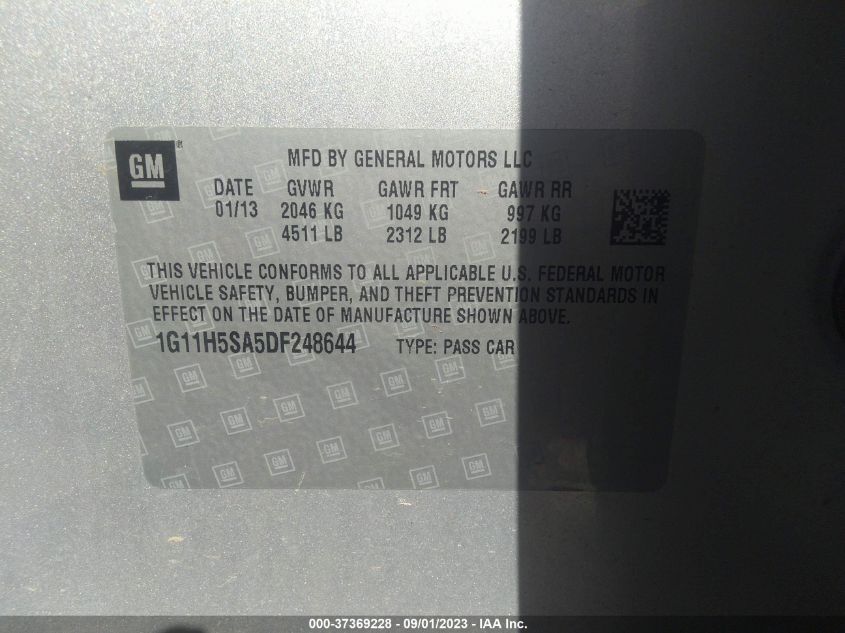 GM ® MFD BY GENERAL MOTORS LLC
DATE GVWR GAWR FRT GAWR RR
01/13 2046 KG 1049 KG 997 KG
4511 LB 2312 LB 2199 LB
THIS VEHICLE CONFORMS TO ALL APPLICABLE U.S. FEDERAL MOTOR
VEHICLE SAFETY, BUMPER, AND THEFT PREVENTION STANDARDS IN
EFFECT ON THE DATE OF MANUFACTURE SHOWN ABOVE.
1G11H5SA5DF248644 TYPE: PASS CAR
000-37369228 - 09/01/2023 - IAA Inc.